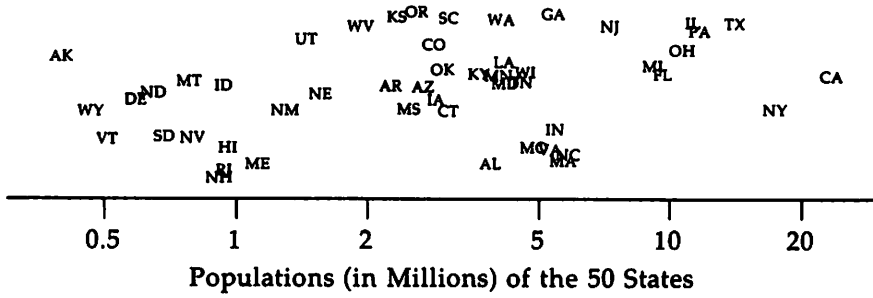 KS OR SC WA GA NJ IL TX
WV PA
UT CO OH
AK OK KY LA MN WI MI FL CA
MT ID AR AZ MD TN
WY DE ND NE IA
NM MS CT NY
VT SD NV IN
HI MO VA NC
RI ME AL MA
NH
0.5 1 2 5 10 20
Populations (in Millions) of the 50 States